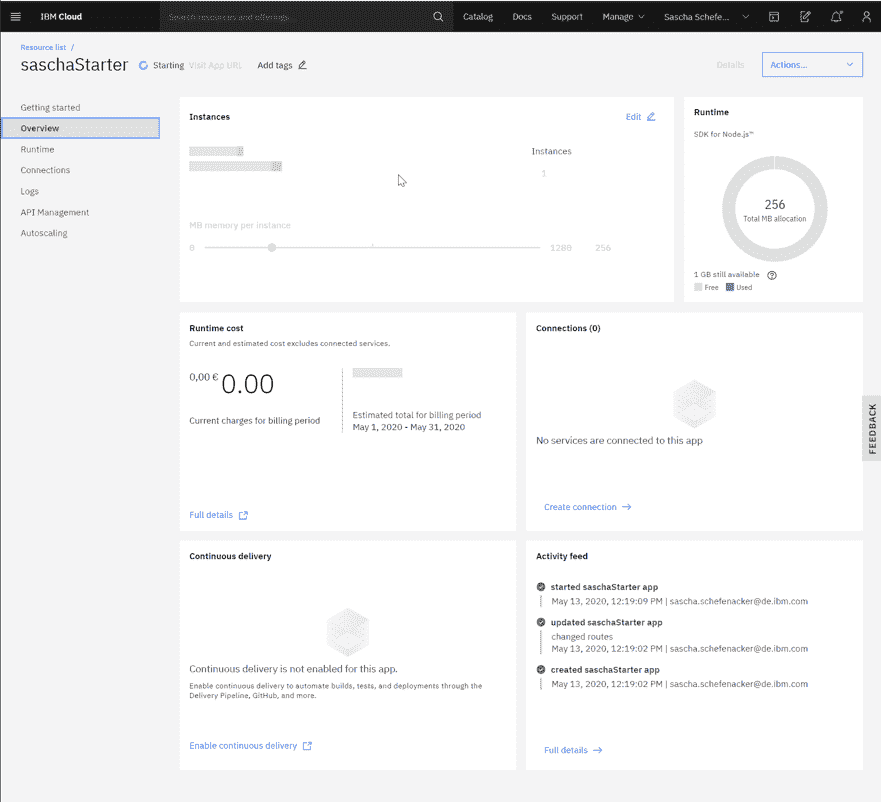 IBM Cloud
Search resources and offerings...
Catalog
Docs
Support
Manage
Sascha Schefe...
Resource list /
saschaStarter
Starting
Visit App URL
Add tags
Details
Actions...
Getting started
Overview
Runtime
Connections
Logs
API Management
Autoscaling
Instances
Edit
Instances
1
MB memory per instance
0
1280
256
Runtime
SDK for Node.js™
256
Total MB allocation
1 GB still available
Free
Used
Runtime cost
Current and estimated cost excludes connected services.
0,00 € 0.00
Current charges for billing period
Estimated total for billing period
May 1, 2020 - May 31, 2020
Full details
Connections (0)
No services are connected to this app
Create connection
FEEDBACK
Continuous delivery
Continuous delivery is not enabled for this app.
Enable continuous delivery to automate builds, tests, and deployments through the
Delivery Pipeline, GitHub, and more.
Enable continuous delivery
Activity feed
started saschaStarter app
May 13, 2020, 12:19:09 PM | sascha.schefenacker@de.ibm.com
updated saschaStarter app
changed routes
May 13, 2020, 12:19:02 PM | sascha.schefenacker@de.ibm.com
created saschaStarter app
May 13, 2020, 12:19:02 PM | sascha.schefenacker@de.ibm.com
Full details